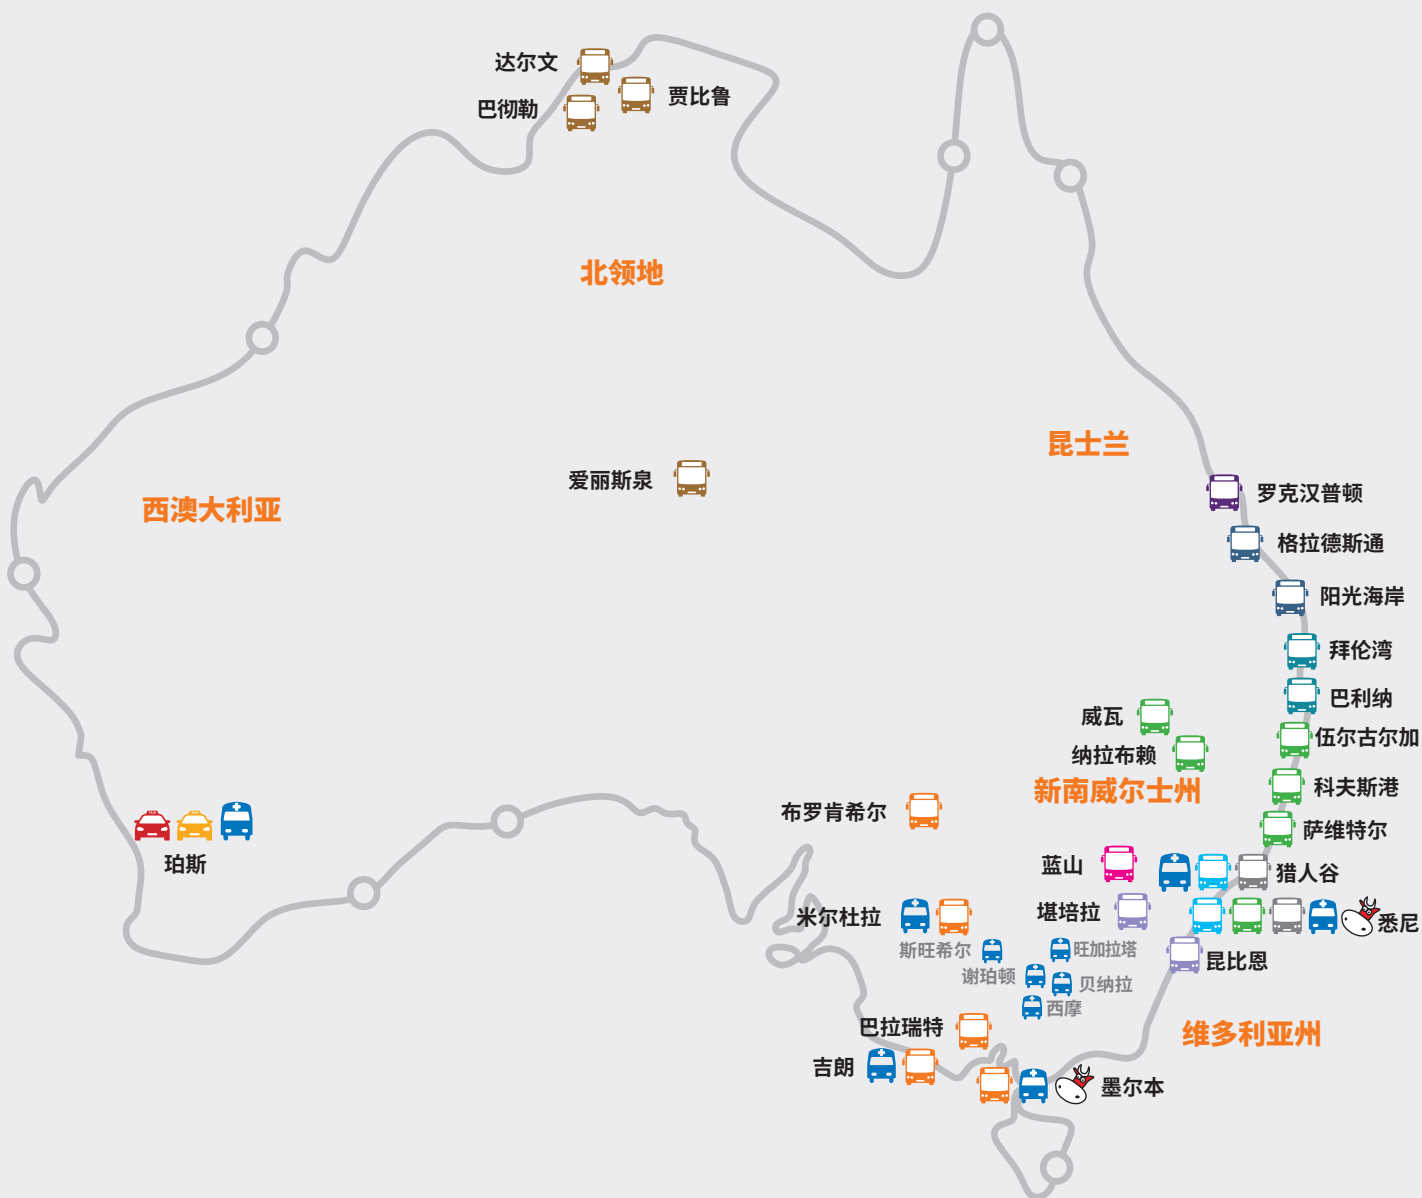 达尔文
贾比鲁
巴彻勒
北领地
昆士兰
爱丽斯泉
西澳大利亚
罗克汉普顿
格拉德斯通
阳光海岸
拜伦湾
巴利纳
威瓦
伍尔古尔加
纳拉布赖
新南威尔士州
科夫斯港
布罗肯希尔
萨维特尔
珀斯
蓝山
猎人谷
米尔杜拉
堪培拉
悉尼
斯旺希尔
旺加拉塔
昆比恩
谢珀顿
贝纳拉
西摩
巴拉瑞特
维多利亚州
吉朗
墨尔本